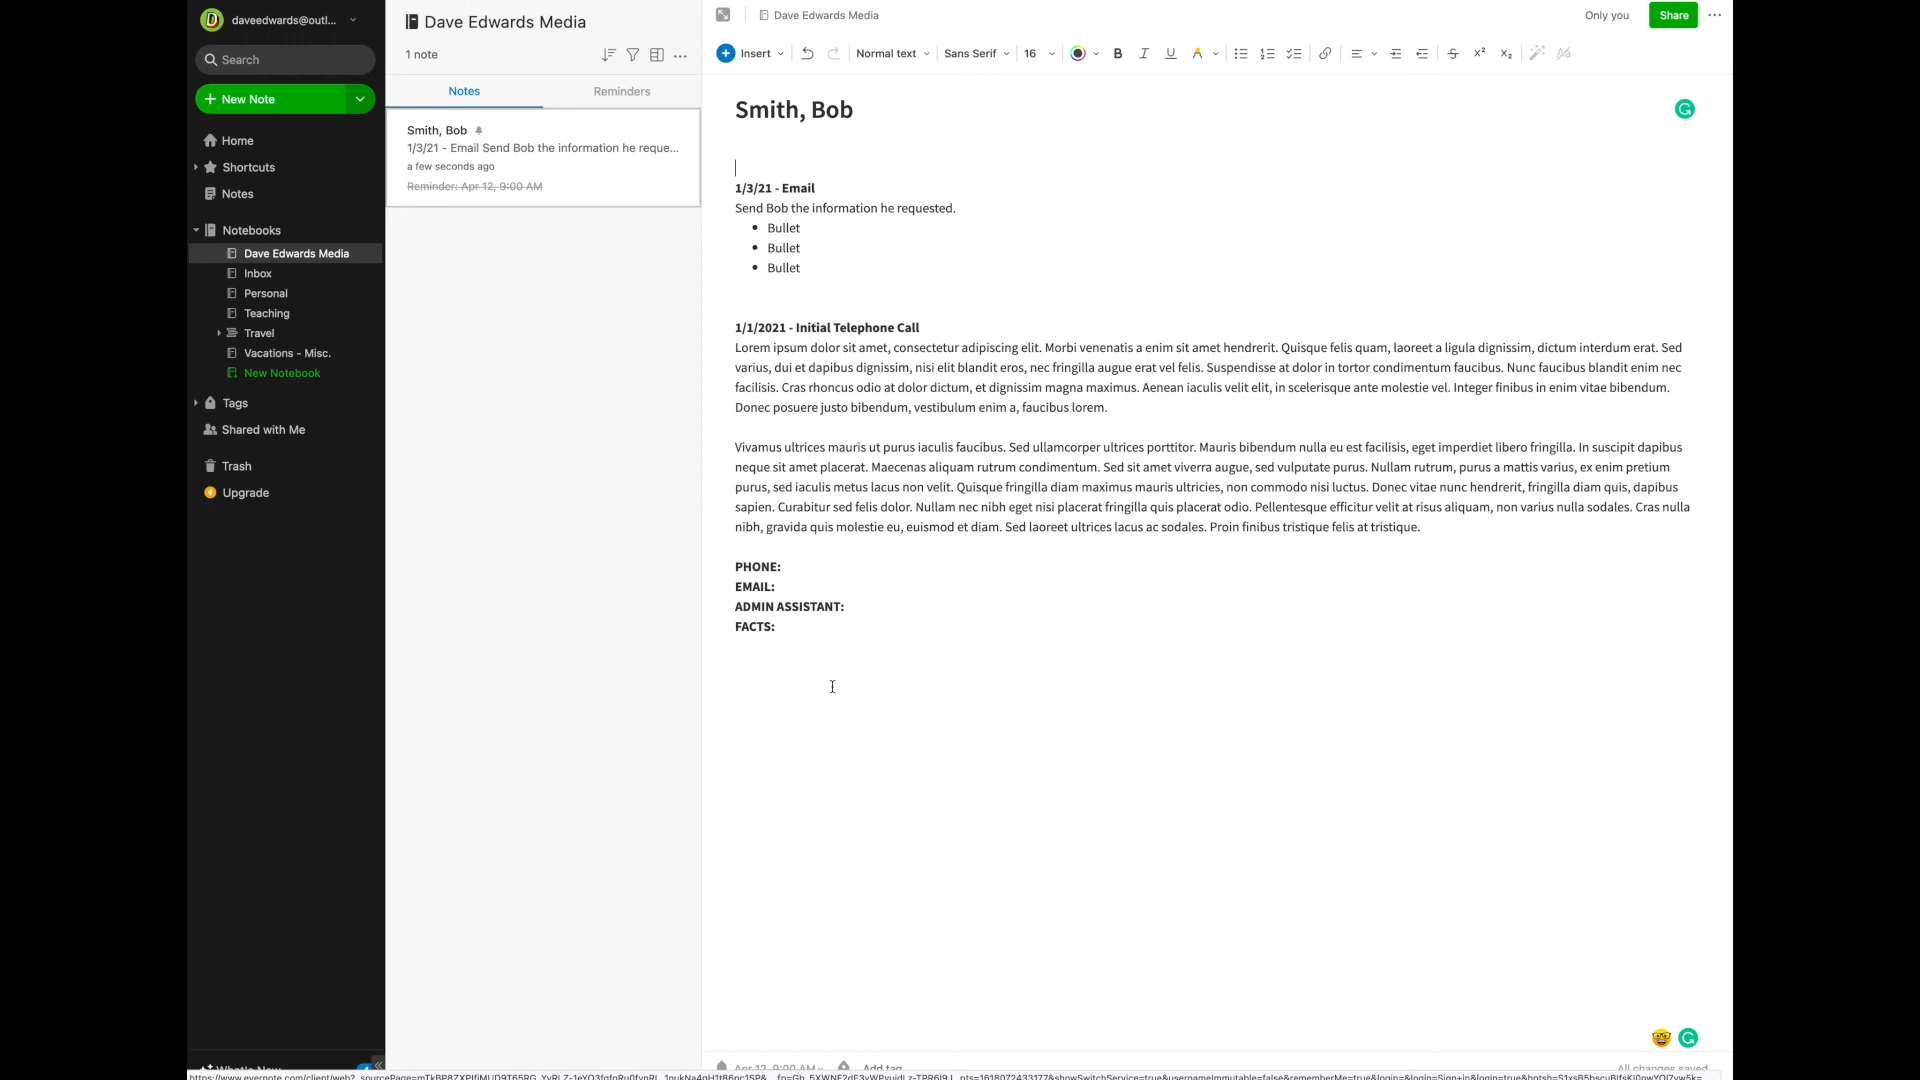 D daveedwards@outl...
Search
New Note
Home
Shortcuts
Notes
Notebooks
Dave Edwards Media
Inbox
Personal
Teaching
Travel
Vacations - Misc.
New Notebook
Tags
Shared with Me
Trash
Upgrade
What's New
Dave Edwards Media
1 note
Notes Reminders
Smith, Bob
1/3/21 - Email Send Bob the information he reque...
a few seconds ago
Reminder: Apr 12, 9:00 AM
Dave Edwards Media Only you Share
Insert Normal text Sans Serif 16
Smith, Bob
1/3/21 - Email
Send Bob the information he requested.
• Bullet
• Bullet
• Bullet
1/1/2021 - Initial Telephone Call
Lorem ipsum dolor sit amet, consectetur adipiscing elit. Morbi venenatis a enim sit amet hendrerit. Quisque felis quam, laoreet a ligula dignissim, dictum interdum erat. Sed
varius, dui et dapibus dignissim, nisi elit blandit eros, nec fringilla augue erat vel felis. Suspendisse at dolor in tortor condimentum faucibus. Nunc faucibus blandit enim nec
facilisis. Cras rhoncus odio at dolor dictum, et dignissim magna maximus. Aenean iaculis velit elit, in scelerisque ante molestie vel. Integer finibus in enim vitae bibendum.
Donec posuere justo bibendum, vestibulum enim a, faucibus lorem.
Vivamus ultrices mauris ut purus iaculis faucibus. Sed ullamcorper ultrices porttitor. Mauris bibendum nulla eu est facilisis, eget imperdiet libero fringilla. In suscipit dapibus
neque sit amet placerat. Maecenas aliquam rutrum condimentum. Sed sit amet viverra augue, sed vulputate purus. Nullam rutrum, purus a mattis varius, ex enim pretium
purus, sed iaculis metus lacus non velit. Quisque fringilla diam maximus mauris ultricies, non commodo nisi luctus. Donec vitae nunc hendrerit, fringilla diam quis, dapibus
sapien. Curabitur sed felis dolor. Nullam nec nibh eget nisi placerat fringilla quis placerat odio. Pellentesque efficitur velit at risus aliquam, non varius nulla sodales. Cras nulla
nibh, gravida quis molestie eu, euismod et diam. Sed laoreet ultrices lacus ac sodales. Proin finibus tristique felis at tristique.
PHONE:
EMAIL:
ADMIN ASSISTANT:
FACTS:
Apr 12, 9:00 AM Add tag All changes saved